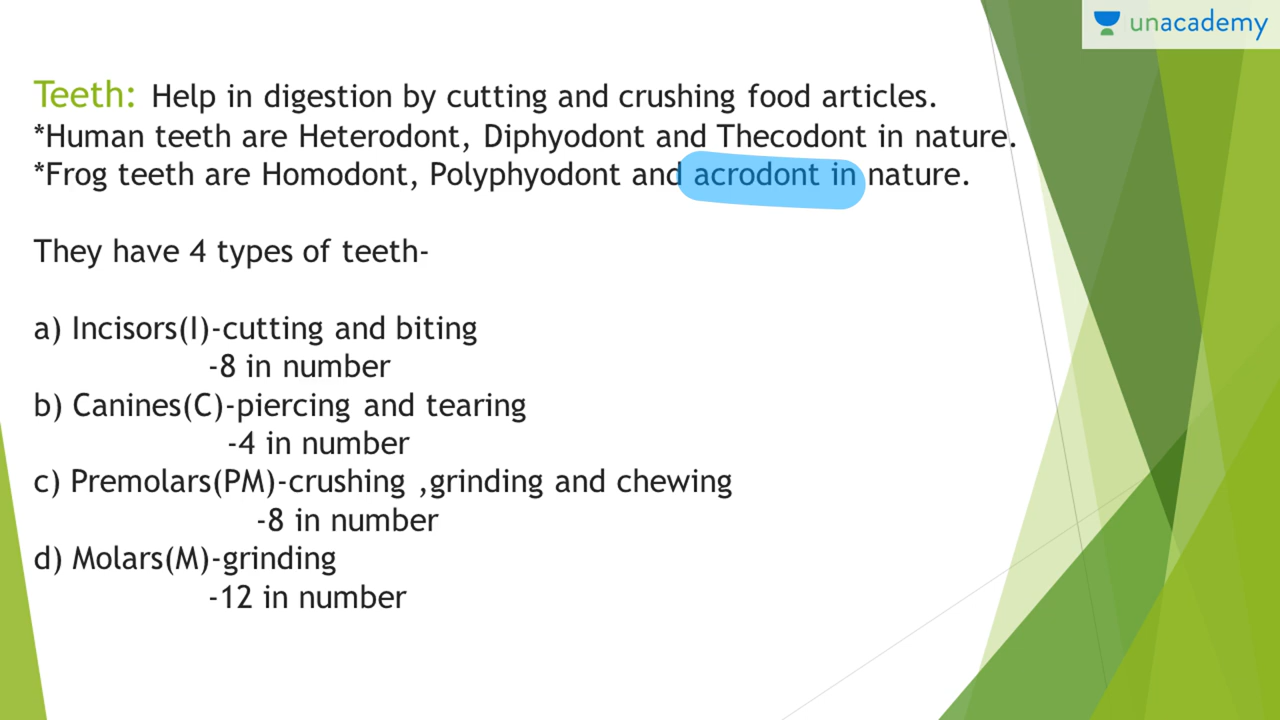 unacademy
Teeth: Help in digestion by cutting and crushing food articles.
*Human teeth are Heterodont, Diphyodont and Thecodont in nature.
*Frog teeth are Homodont, Polyphyodont and acrodont in nature.
They have 4 types of teeth-
a) Incisors(I)-cutting and biting
-8 in number
b) Canines(C)-piercing and tearing
-4 in number
c) Premolars(PM)-crushing ,grinding and chewing
-8 in number
d) Molars(M)-grinding
-12 in number